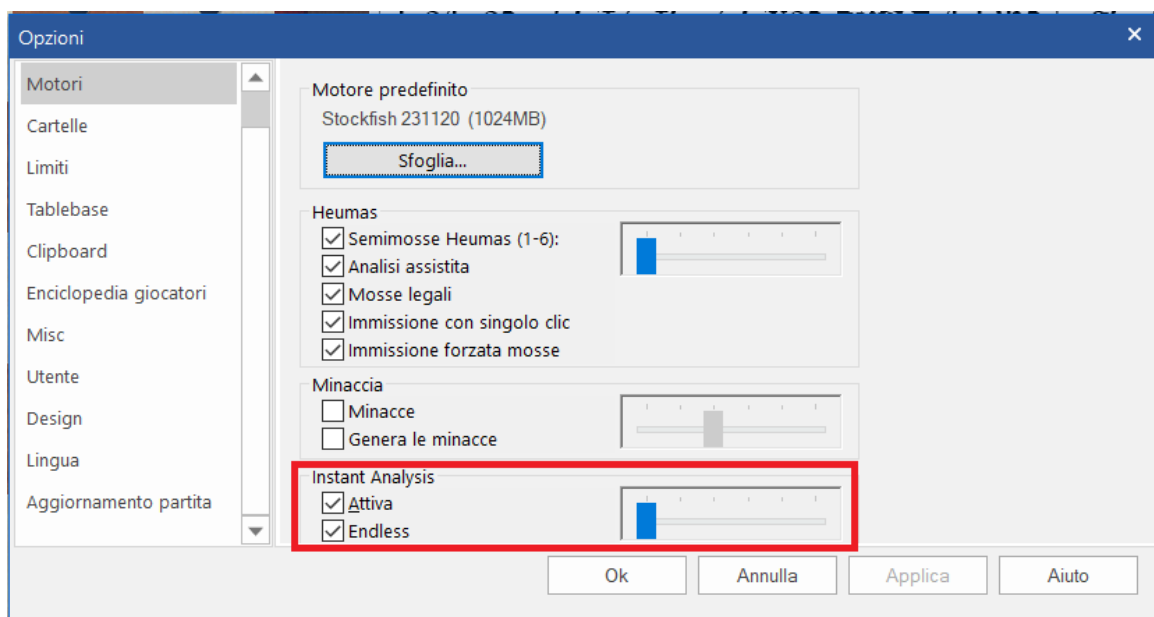 Opzioni
Motori
Cartelle
Limiti
Tablebase
Clipboard
Enciclopedia giocatori
Misc
Utente
Design
Lingua
Aggiornamento partita
Motore predefinito
Stockfish 231120 (1024MB)
Sfoglia...
Heumas
Semimosse Heumas (1-6):
Analisi assistita
Mosse legali
Immissione con singolo clic
Immissione forzata mosse
Minaccia
Minacce
Genera le minacce
Instant Analysis
Attiva
Endless
Ok
Annulla
Applica
Aiuto